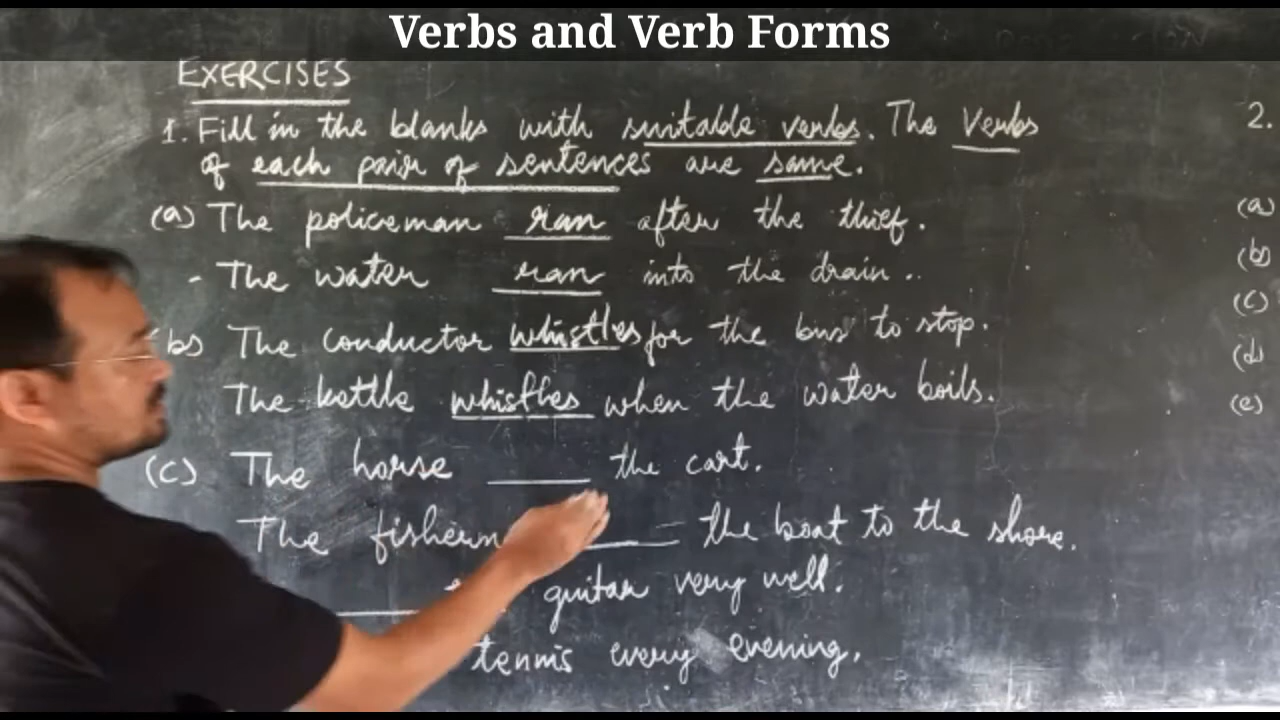 Verbs and Verb Forms
EXERCISES
1. Fill in the blanks with suitable verbs. The Verbs
of each pair of sentences are same.
(a) The policeman ran after the thief.
- The water ran into the drain..
(b) The conductor whistles for the bus to stop.
The kettle whistles when the water boils.
(c) The horse ____ the cart.
The ____ the boat to the shore.
____ guitar very well.
tennis every evening.
2.
(a)
(b)
(c)
(d)
(e)